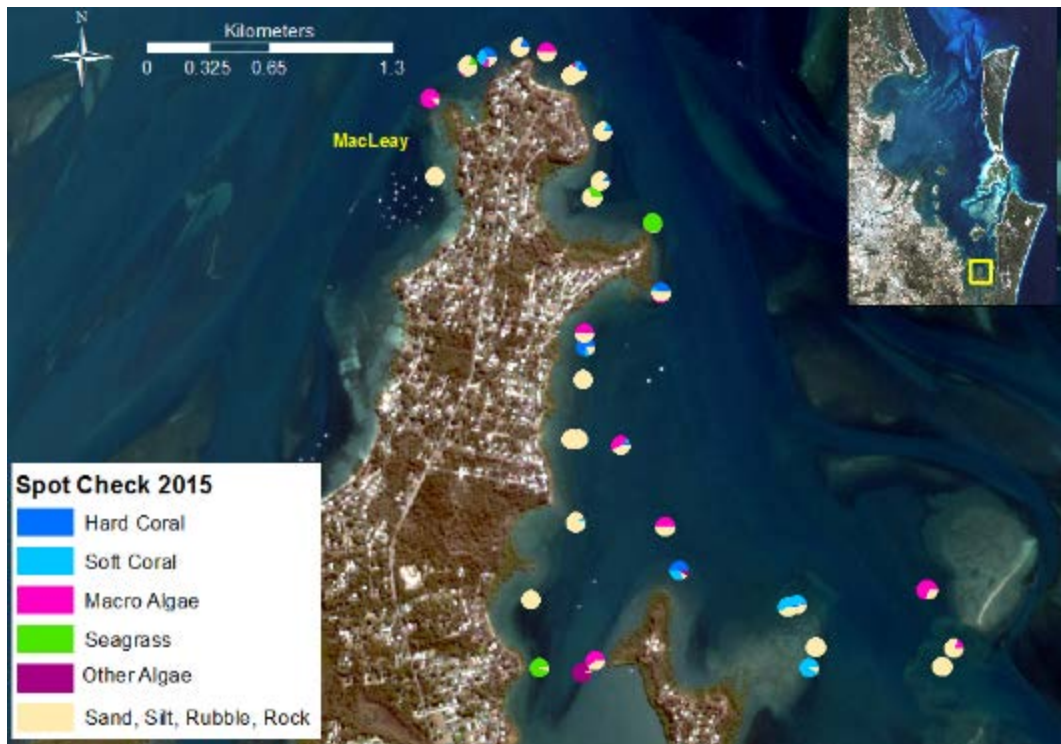 N
Kilometers
0 0.325 0.65 1.3
MacLeay
Spot Check 2015
Hard Coral
Soft Coral
Macro Algae
Seagrass
Other Algae
Sand, Silt, Rubble, Rock